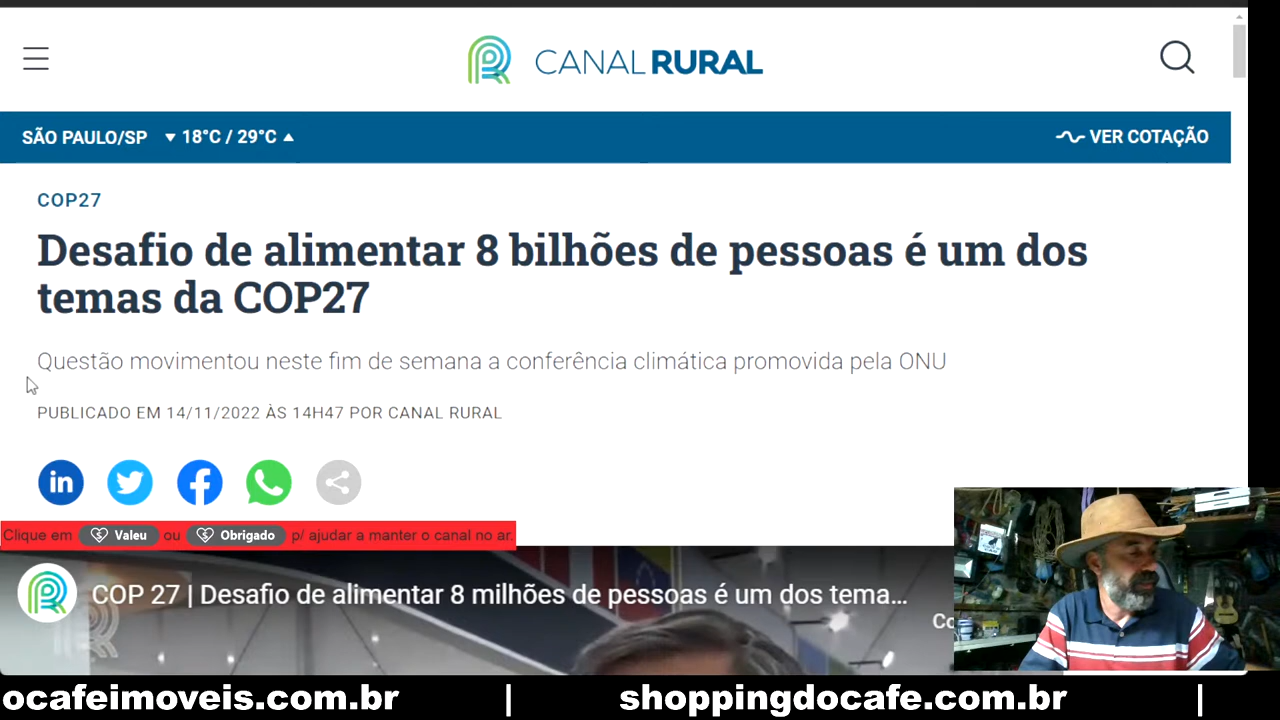 CANAL RURAL
SÃO PAULO/SP 18°C / 29°C VER COTAÇÃO
COP27
Desafio de alimentar 8 bilhões de pessoas é um dos
temas da COP27
Questão movimentou neste fim de semana a conferência climática promovida pela ONU
PUBLICADO EM 14/11/2022 ÀS 14H47 POR CANAL RURAL
in
Clique em Valeu ou Obrigado p/ ajudar a manter o canal no ar.
COP 27 | Desafio de alimentar 8 milhões de pessoas é um dos tema...
Co
ocafeimoveis.com.br | shoppingdocafe.com.br |